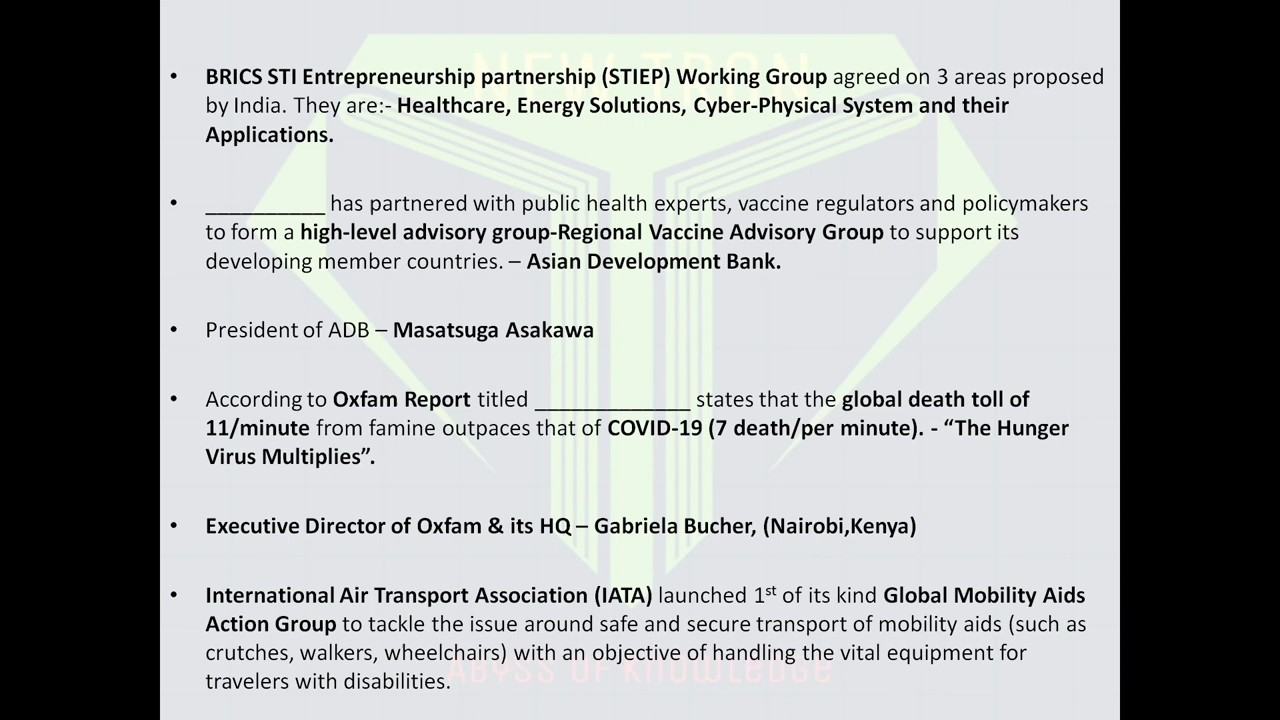 NEW TRON
• BRICS STI Entrepreneurship partnership (STIEP) Working Group agreed on 3 areas proposed
by India. They are:- Healthcare, Energy Solutions, Cyber-Physical System and their
Applications.
• __________ has partnered with public health experts, vaccine regulators and policymakers
to form a high-level advisory group-Regional Vaccine Advisory Group to support its
developing member countries. – Asian Development Bank.
• President of ADB – Masatsuga Asakawa
• According to Oxfam Report titled _____________ states that the global death toll of
11/minute from famine outpaces that of COVID-19 (7 death/per minute). - “The Hunger
Virus Multiplies”.
• Executive Director of Oxfam & its HQ – Gabriela Bucher, (Nairobi,Kenya)
• International Air Transport Association (IATA) launched 1st of its kind Global Mobility Aids
Action Group to tackle the issue around safe and secure transport of mobility aids (such as
crutches, walkers, wheelchairs) with an objective of handling the vital equipment for
travelers with disabilities.
ABYSS OF KNOWLEDGE